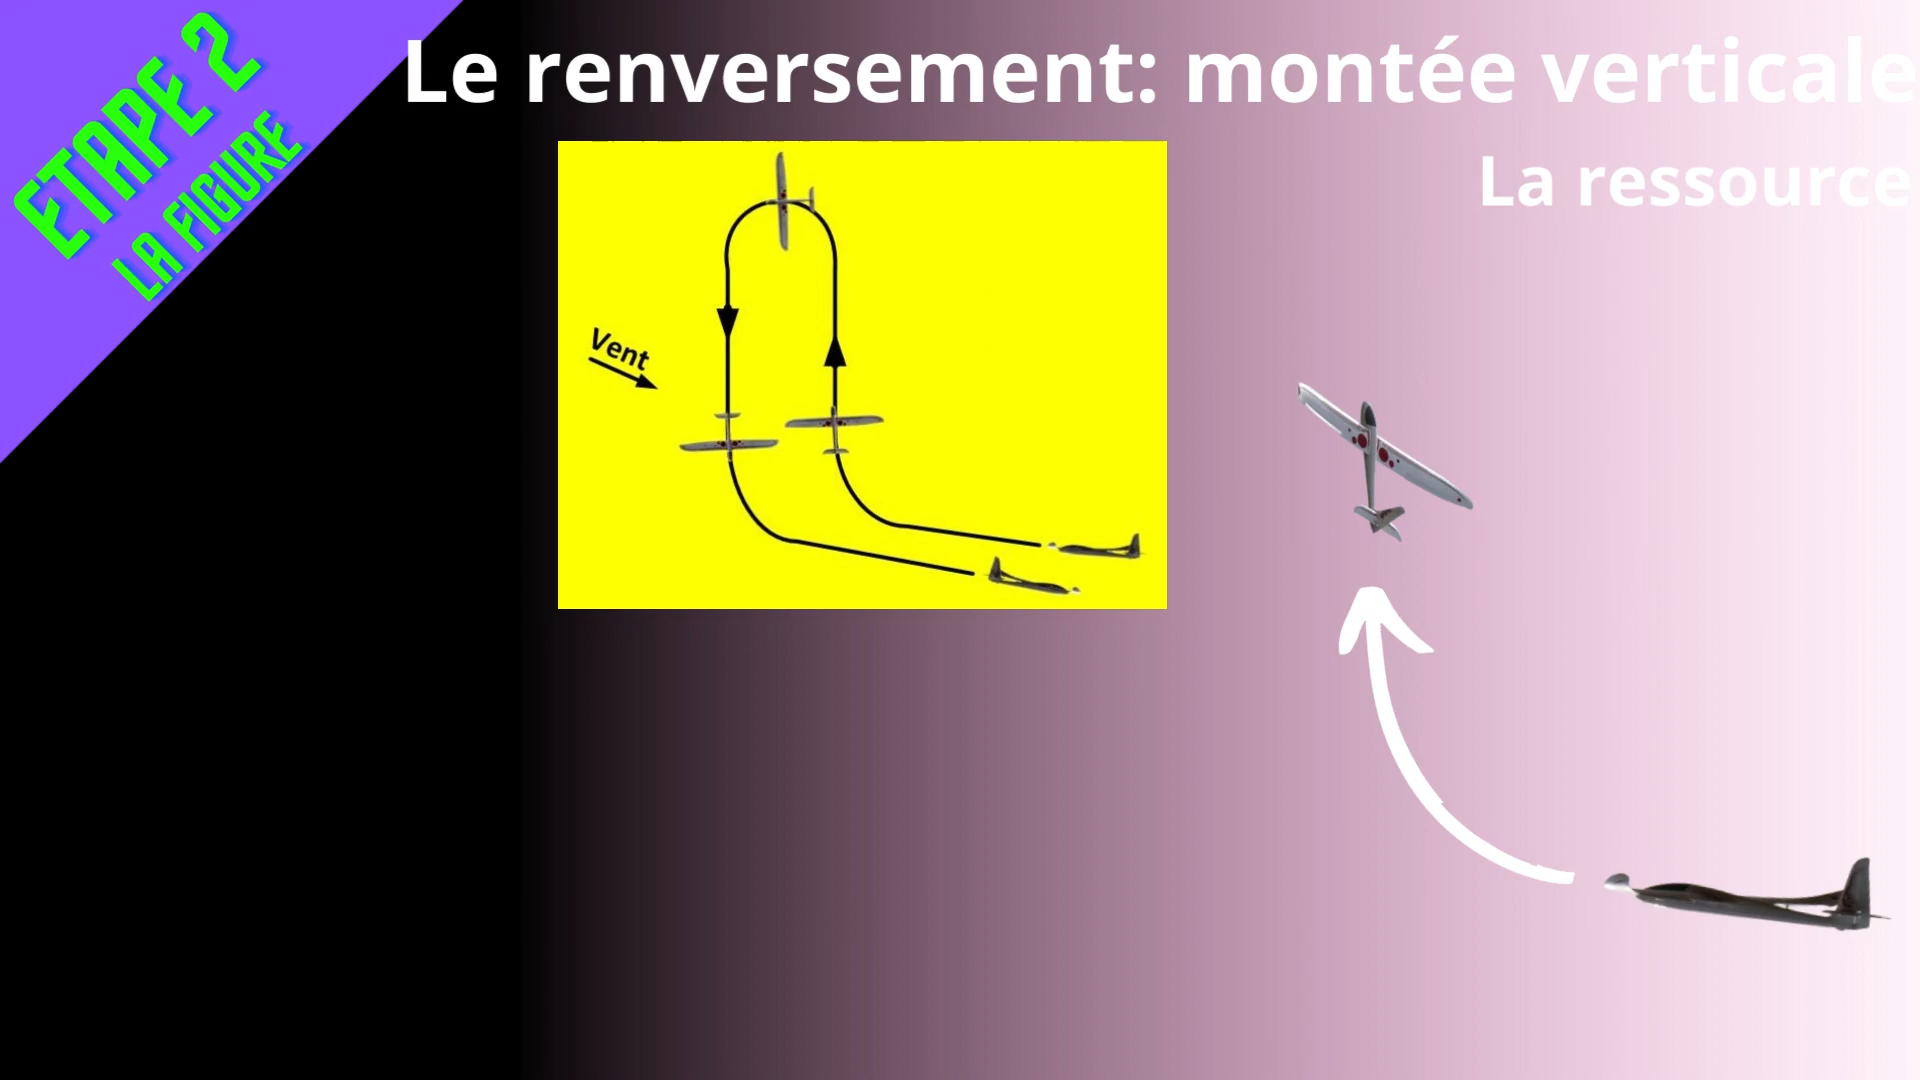 ETAPE 2
LA FIGURE
Le renversement: montée verticale
La ressource
Vent